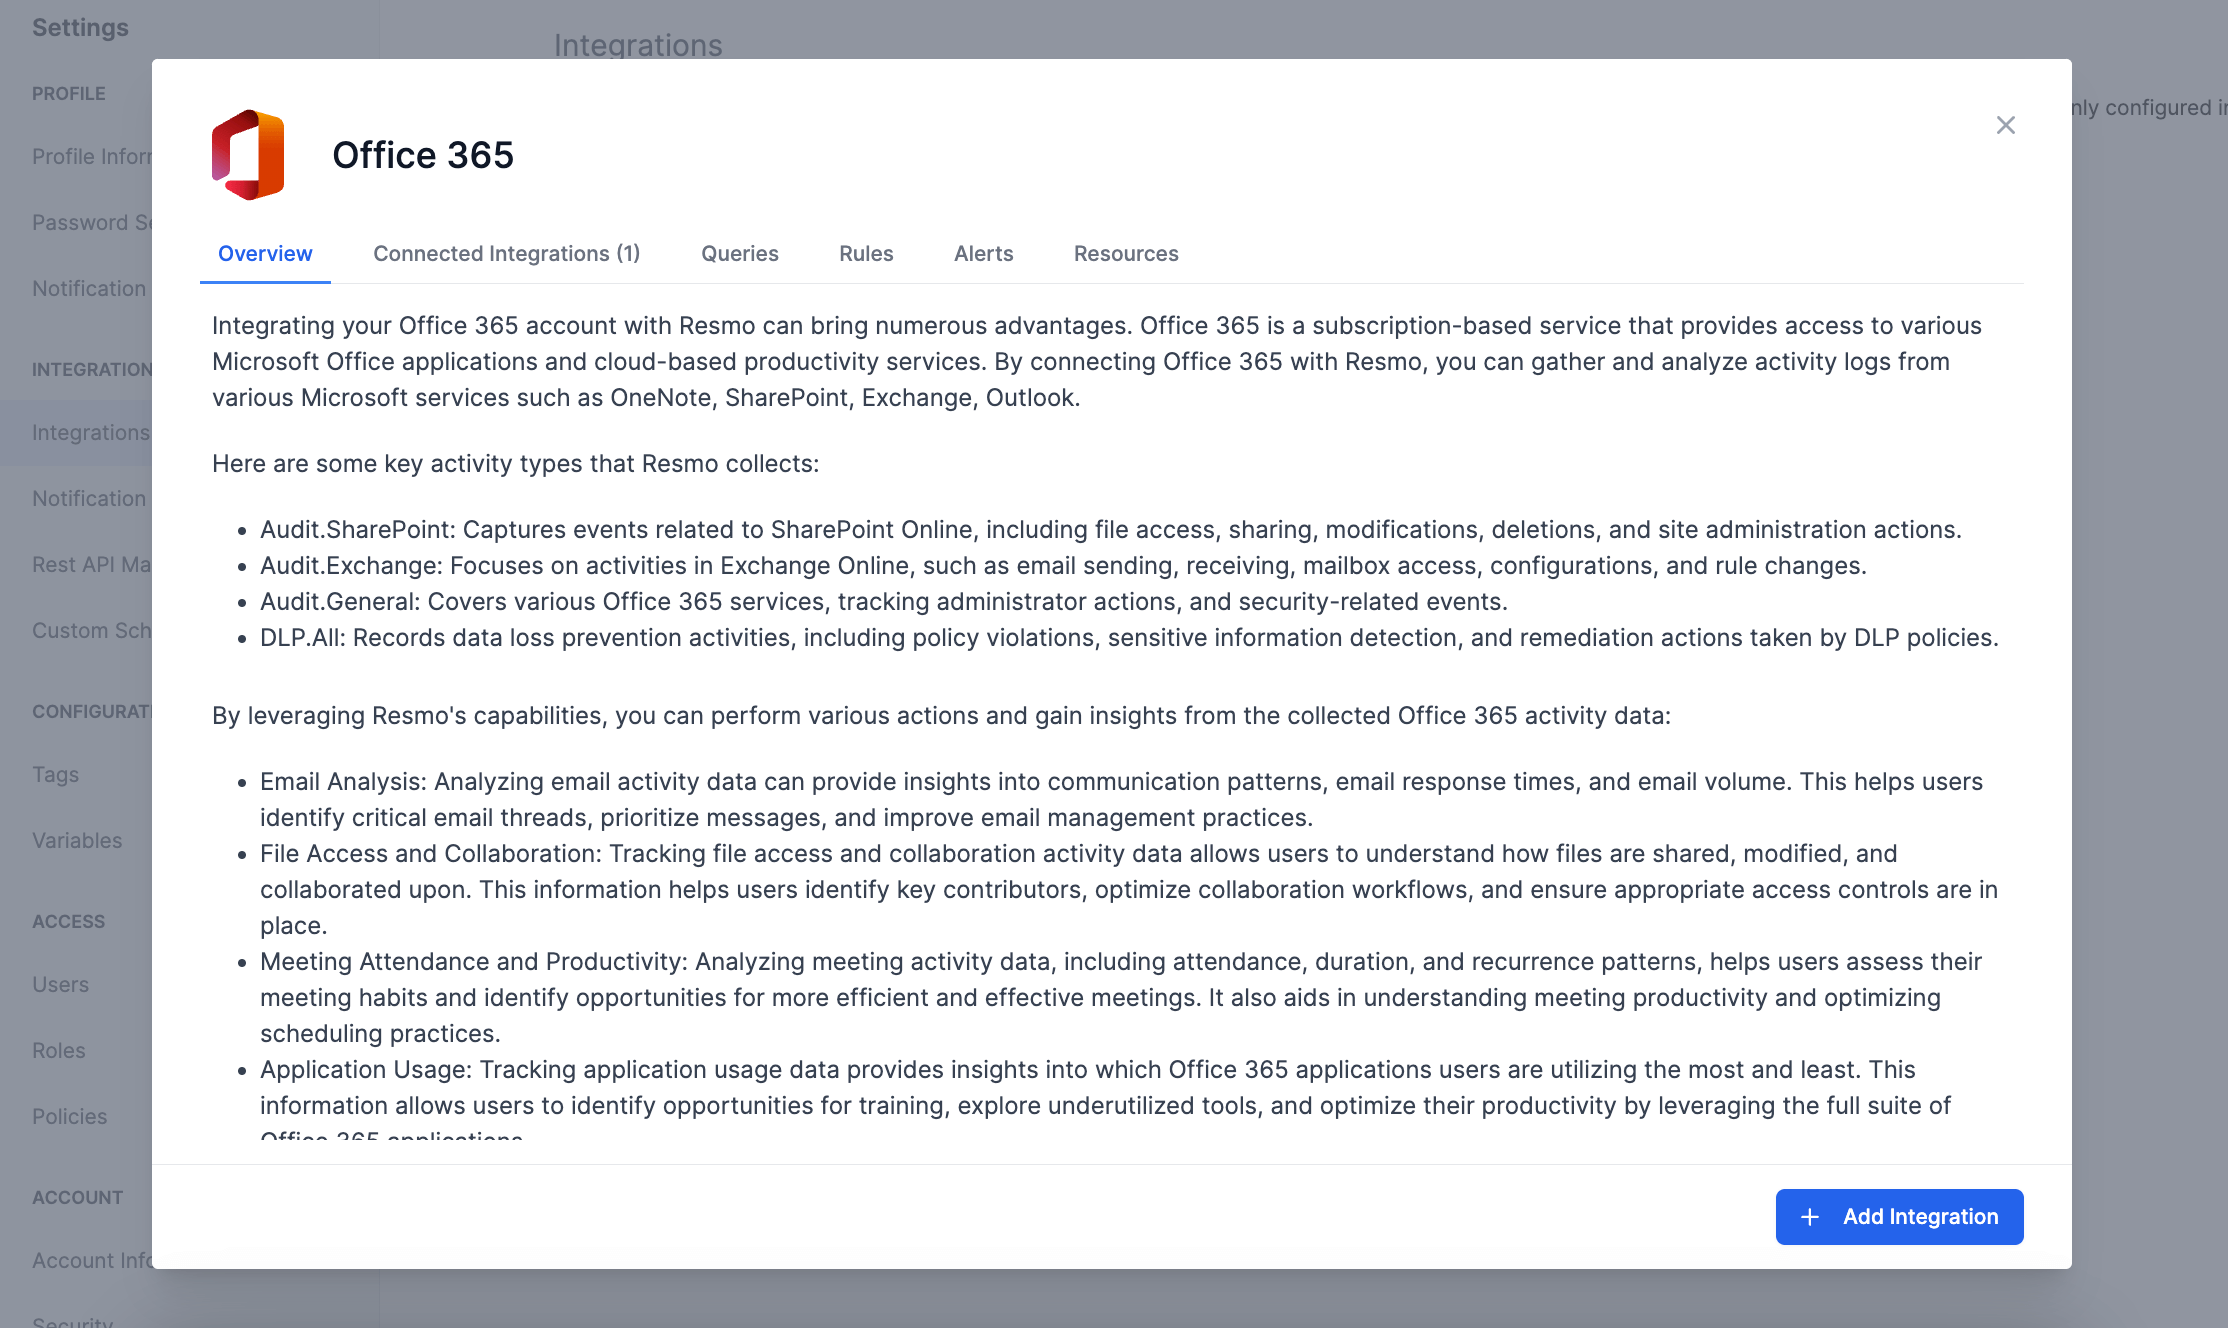 Settings
PROFILE
Profile Inforr
Password Se
Notification
INTEGRATION
Integrations
Notification
Rest API Ma
Custom Sch
CONFIGURATI
Tags
Variables
ACCESS
Users
Roles
Policies
ACCOUNT
Account Info
Security
Integrations
nly configured in
Office 365
Overview
Connected Integrations (1)
Queries
Rules
Alerts
Resources
Integrating your Office 365 account with Resmo can bring numerous advantages. Office 365 is a subscription-based service that provides access to various
Microsoft Office applications and cloud-based productivity services. By connecting Office 365 with Resmo, you can gather and analyze activity logs from
various Microsoft services such as OneNote, SharePoint, Exchange, Outlook.
Here are some key activity types that Resmo collects:
• Audit.SharePoint: Captures events related to SharePoint Online, including file access, sharing, modifications, deletions, and site administration actions.
• Audit.Exchange: Focuses on activities in Exchange Online, such as email sending, receiving, mailbox access, configurations, and rule changes.
• Audit.General: Covers various Office 365 services, tracking administrator actions, and security-related events.
• DLP.All: Records data loss prevention activities, including policy violations, sensitive information detection, and remediation actions taken by DLP policies.
By leveraging Resmo's capabilities, you can perform various actions and gain insights from the collected Office 365 activity data:
• Email Analysis: Analyzing email activity data can provide insights into communication patterns, email response times, and email volume. This helps users
identify critical email threads, prioritize messages, and improve email management practices.
• File Access and Collaboration: Tracking file access and collaboration activity data allows users to understand how files are shared, modified, and
collaborated upon. This information helps users identify key contributors, optimize collaboration workflows, and ensure appropriate access controls are in
place.
• Meeting Attendance and Productivity: Analyzing meeting activity data, including attendance, duration, and recurrence patterns, helps users assess their
meeting habits and identify opportunities for more efficient and effective meetings. It also aids in understanding meeting productivity and optimizing
scheduling practices.
• Application Usage: Tracking application usage data provides insights into which Office 365 applications users are utilizing the most and least. This
information allows users to identify opportunities for training, explore underutilized tools, and optimize their productivity by leveraging the full suite of
Office 365 applications.
+ Add Integration